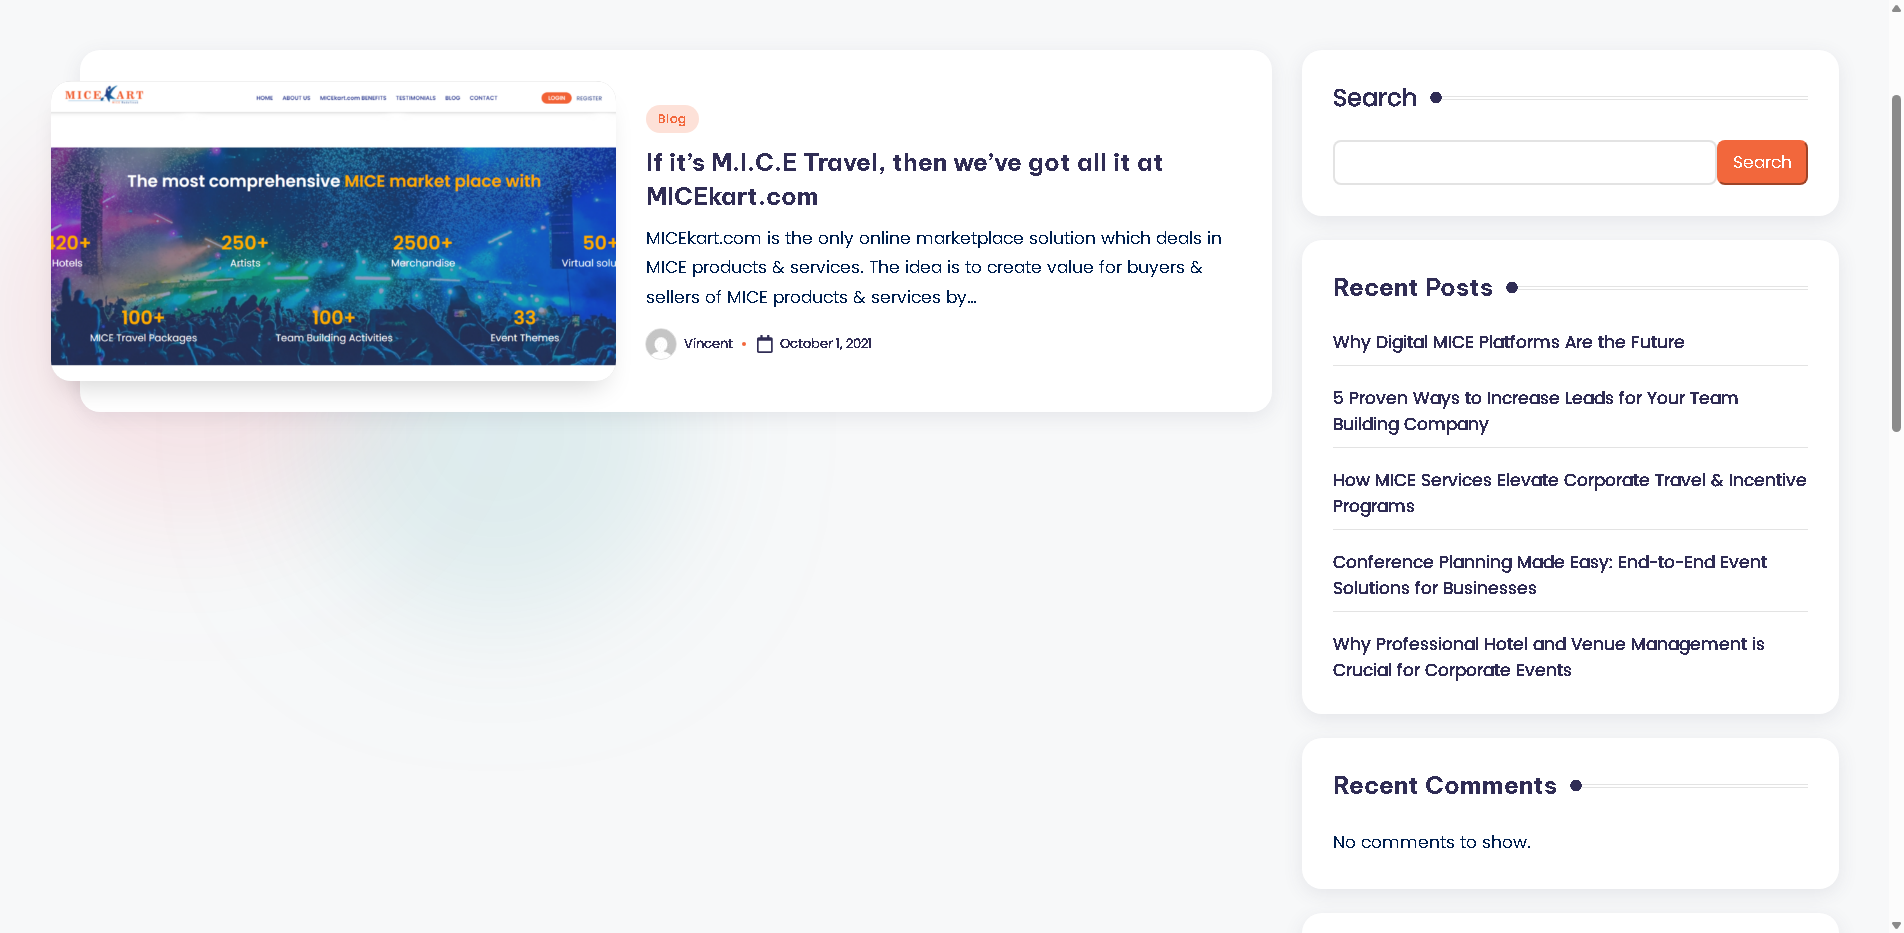 MICEKART
HOME ABOUT US MICEkart.com BENEFITS TESTIMONIALS BLOG CONTACT LOGIN REGISTER
The most comprehensive MICE market place with
420+ 250+ 2500+ 50+
Hotels Artists Merchandise Virtual solu
100+ 100+ 33
MICE Travel Packages Team Building Activities Event Themes
Blog
If it’s M.I.C.E Travel, then we’ve got all it at
MICEkart.com
MICEkart.com is the only online marketplace solution which deals in
MICE products & services. The idea is to create value for buyers &
sellers of MICE products & services by…
Vincent • October 1, 2021
Search
Search
Recent Posts
Why Digital MICE Platforms Are the Future
5 Proven Ways to Increase Leads for Your Team
Building Company
How MICE Services Elevate Corporate Travel & Incentive
Programs
Conference Planning Made Easy: End-to-End Event
Solutions for Businesses
Why Professional Hotel and Venue Management is
Crucial for Corporate Events
Recent Comments
No comments to show.